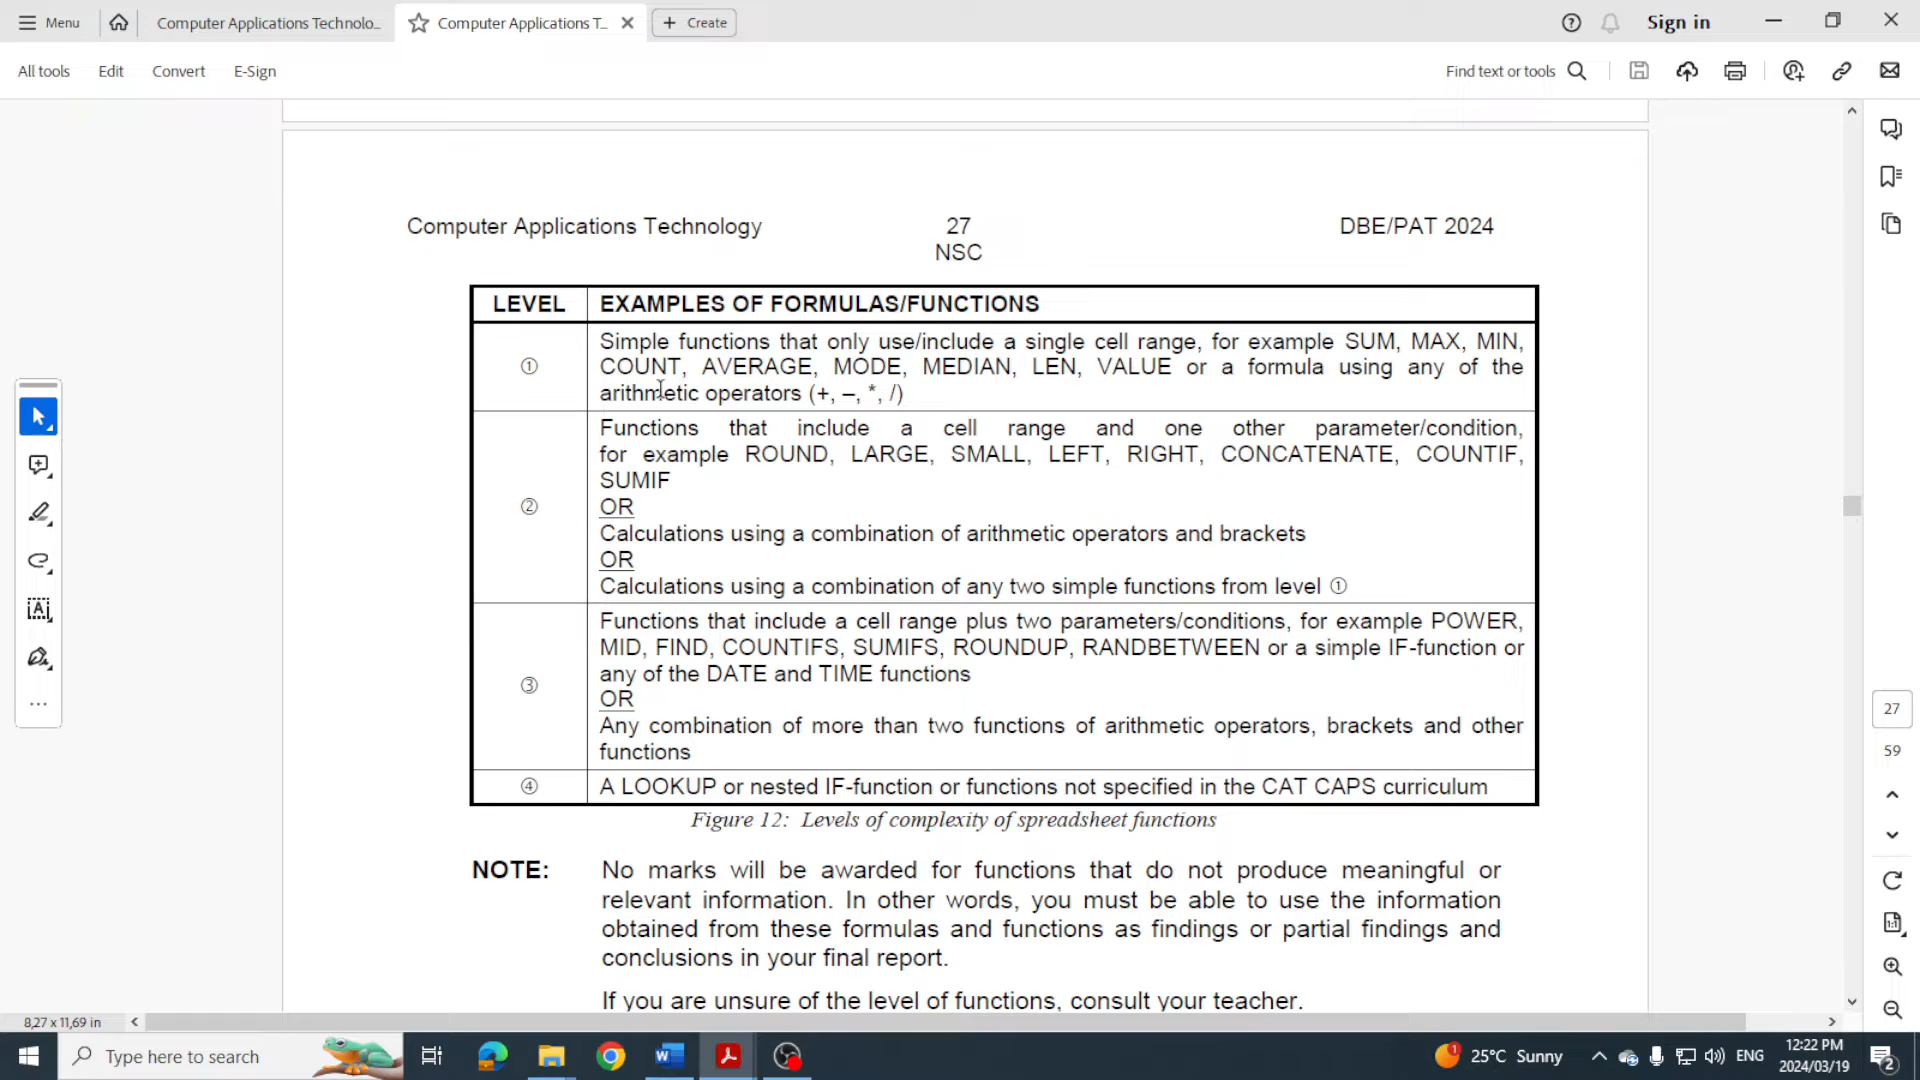 Menu
Computer Applications Technolo...
Computer Applications T...
Create
Sign in
All tools
Edit
Convert
E-Sign
Find text or tools
Computer Applications Technology 27 DBE/PAT 2024
NSC
LEVEL EXAMPLES OF FORMULAS/FUNCTIONS
① Simple functions that only use/include a single cell range, for example SUM, MAX, MIN,
COUNT, AVERAGE, MODE, MEDIAN, LEN, VALUE or a formula using any of the
arithmetic operators (+, –, *, /)
② Functions that include a cell range and one other parameter/condition,
for example ROUND, LARGE, SMALL, LEFT, RIGHT, CONCATENATE, COUNTIF,
SUMIF
OR
Calculations using a combination of arithmetic operators and brackets
OR
Calculations using a combination of any two simple functions from level ①
③ Functions that include a cell range plus two parameters/conditions, for example POWER,
MID, FIND, COUNTIFS, SUMIFS, ROUNDUP, RANDBETWEEN or a simple IF-function or
any of the DATE and TIME functions
OR
Any combination of more than two functions of arithmetic operators, brackets and other
functions
④ A LOOKUP or nested IF-function or functions not specified in the CAT CAPS curriculum
Figure 12: Levels of complexity of spreadsheet functions
NOTE: No marks will be awarded for functions that do not produce meaningful or
relevant information. In other words, you must be able to use the information
obtained from these formulas and functions as findings or partial findings and
conclusions in your final report.
If you are unsure of the level of functions, consult your teacher.
27
59
8,27 x 11,69 in
Type here to search
25°C Sunny
ENG
12:22 PM
2024/03/19
2